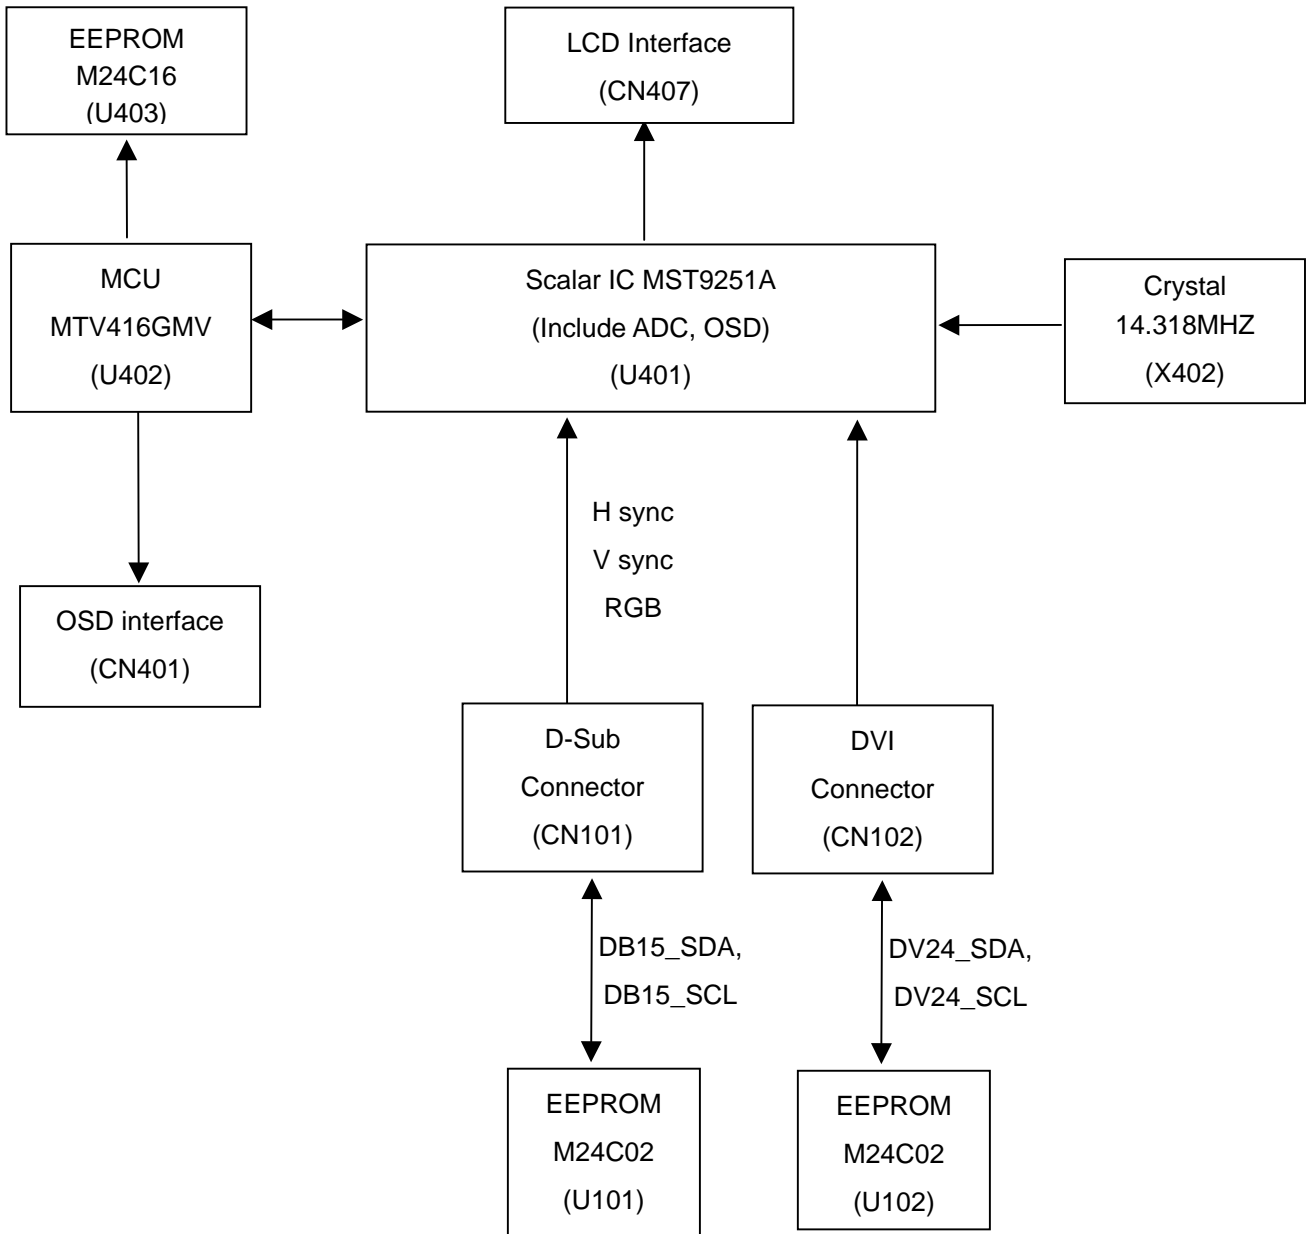 EEPROM
M24C16
(U403)
LCD Interface
(CN407)
MCU
MTV416GMV
(U402)
Scalar IC MST9251A
(Include ADC, OSD)
(U401)
Crystal
14.318MHZ
(X402)
H sync
V sync
RGB
OSD interface
(CN401)
D-Sub
Connector
(CN101)
DVI
Connector
(CN102)
DB15_SDA,
DB15_SCL
DV24_SDA,
DV24_SCL
EEPROM
M24C02
(U101)
EEPROM
M24C02
(U102)